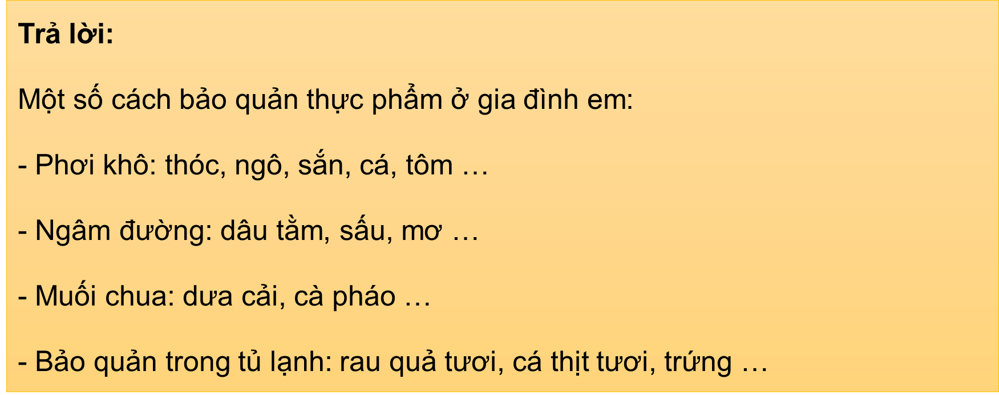 Trả lời:
Một số cách bảo quản thực phẩm ở gia đình em:
- Phơi khô: thóc, ngô, sắn, cá, tôm …
- Ngâm đường: dâu tằm, sấu, mơ …
- Muối chua: dưa cải, cà pháo …
- Bảo quản trong tủ lạnh: rau quả tươi, cá thịt tươi, trứng …